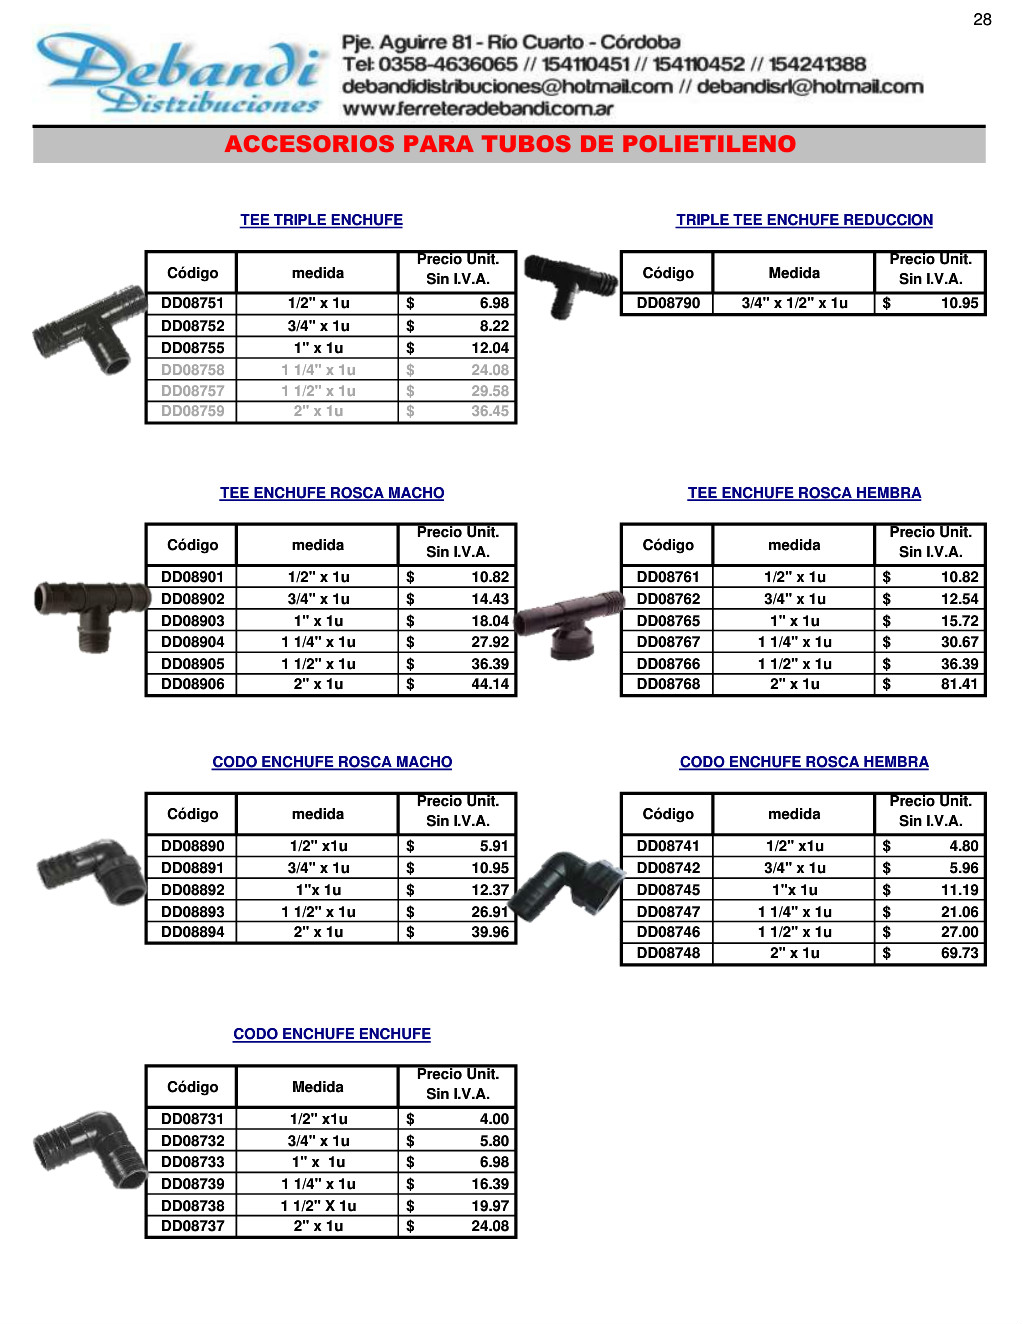 28
Debandi
Distribuciones
Pje. Aguirre 81 - Río Cuarto - Córdoba
Tel: 0358-4636065 // 154110451 // 154110452 // 154241388
debandidistribuciones@hotmail.com // debandisrl@hotmail.com
www.ferreteradebandi.com.ar
ACCESORIOS PARA TUBOS DE POLIETILENO
TEE TRIPLE ENCHUFE
Código medida Precio Unit. Sin I.V.A.
DD08751 1/2" x 1u $ 6.98
DD08752 3/4" x 1u $ 8.22
DD08755 1" x 1u $ 12.04
DD08758 1 1/4" x 1u $ 24.08
DD08757 1 1/2" x 1u $ 29.58
DD08759 2" x 1u $ 36.45
TRIPLE TEE ENCHUFE REDUCCION
Código Medida Precio Unit. Sin I.V.A.
DD08790 3/4" x 1/2" x 1u $ 10.95
TEE ENCHUFE ROSCA MACHO
Código medida Precio Unit. Sin I.V.A.
DD08901 1/2" x 1u $ 10.82
DD08902 3/4" x 1u $ 14.43
DD08903 1" x 1u $ 18.04
DD08904 1 1/4" x 1u $ 27.92
DD08905 1 1/2" x 1u $ 36.39
DD08906 2" x 1u $ 44.14
TEE ENCHUFE ROSCA HEMBRA
Código medida Precio Unit. Sin I.V.A.
DD08761 1/2" x 1u $ 10.82
DD08762 3/4" x 1u $ 12.54
DD08765 1" x 1u $ 15.72
DD08767 1 1/4" x 1u $ 30.67
DD08766 1 1/2" x 1u $ 36.39
DD08768 2" x 1u $ 81.41
CODO ENCHUFE ROSCA MACHO
Código medida Precio Unit. Sin I.V.A.
DD08890 1/2" x1u $ 5.91
DD08891 3/4" x 1u $ 10.95
DD08892 1"x 1u $ 12.37
DD08893 1 1/2" x 1u $ 26.91
DD08894 2" x 1u $ 39.96
CODO ENCHUFE ROSCA HEMBRA
Código medida Precio Unit. Sin I.V.A.
DD08741 1/2" x1u $ 4.80
DD08742 3/4" x 1u $ 5.96
DD08745 1"x 1u $ 11.19
DD08747 1 1/4" x 1u $ 21.06
DD08746 1 1/2" x 1u $ 27.00
DD08748 2" x 1u $ 69.73
CODO ENCHUFE ENCHUFE
Código Medida Precio Unit. Sin I.V.A.
DD08731 1/2" x1u $ 4.00
DD08732 3/4" x 1u $ 5.80
DD08733 1" x 1u $ 6.98
DD08739 1 1/4" x 1u $ 16.39
DD08738 1 1/2" X 1u $ 19.97
DD08737 2" x 1u $ 24.08